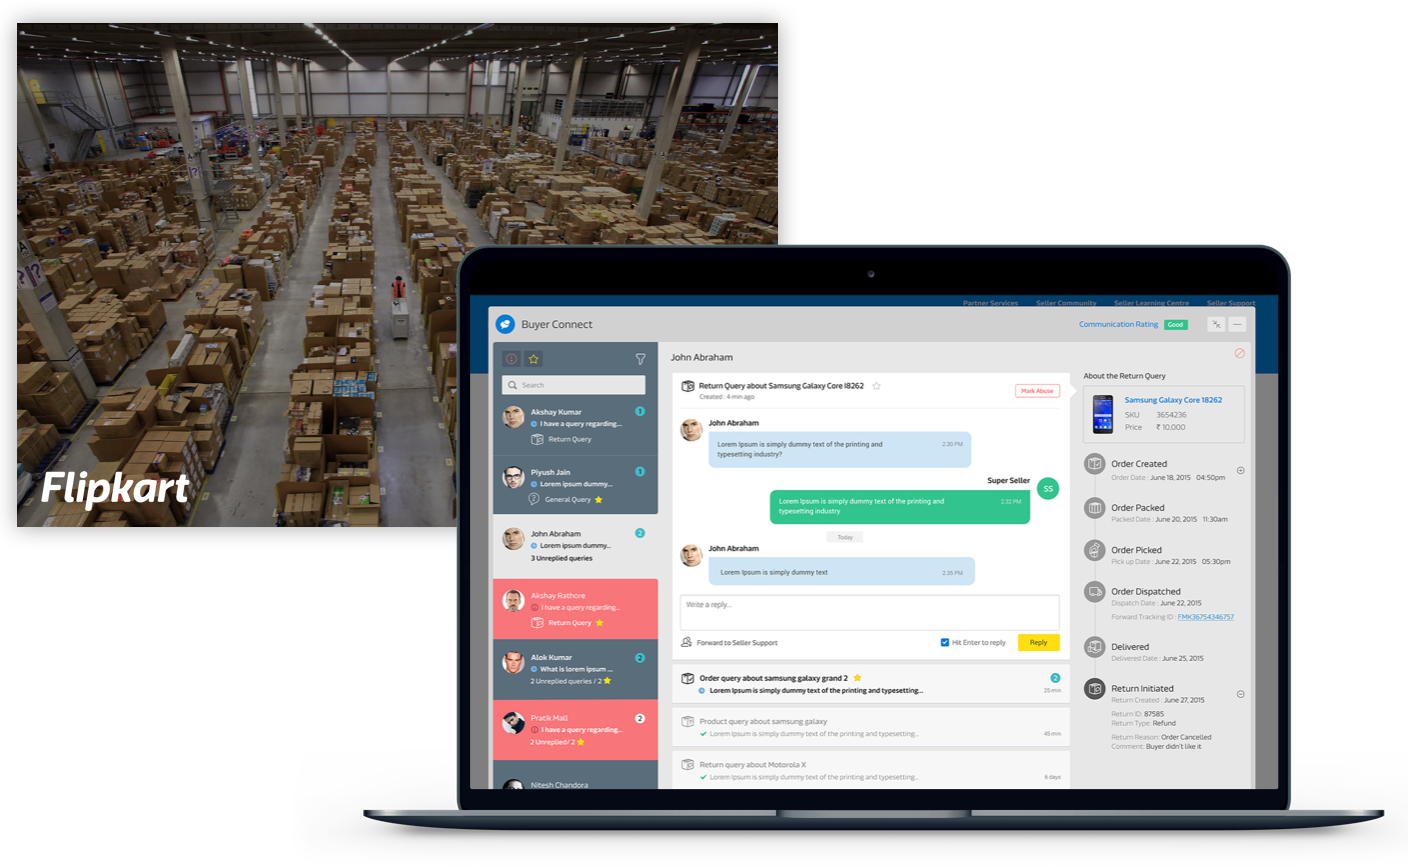 Flipkart
Partner Services Seller Community Seller Learning Centre Seller Support
Buyer Connect
Communication Rating Good
Search
Akshay Kumar 1
I have a query regarding...
Return Query
Piyush Jain 1
Lorem ipsum dummy...
General Query
John Abraham 2
Lorem ipsum dummy...
3 Unreplied queries
Akshay Rathore
I have a query regarding...
Return Query
Alok Kumar 2
What is lorem ipsum ...
2 Unreplied queries / 2
Pratik Mall 2
I have a query regarding...
2 Unreplied/ 2
Nitesh Chandora
John Abraham
Return Query about Samsung Galaxy Core I8262
Created : 4 min ago
Mark Abuse
John Abraham
Lorem Ipsum is simply dummy text of the printing and
typesetting industry?
2.30 PM
Super Seller
SS
Lorem Ipsum is simply dummy text of the printing and
typesetting industry
2:32 PM
Today
John Abraham
Lorem Ipsum is simply dummy text
2.35 PM
Write a reply...
Forward to Seller Support
Hit Enter to reply
Reply
Order query about samsung galaxy grand 2 2
Lorem Ipsum is simply dummy text of the printing and typesetting...
25 min
Product query about samsung galaxy
Lorem Ipsum is simply dummy text of the printing and typesetting..
45 min
Return query about Motorola X
Lorem Ipsum is simply dummy text of the printing and typesetting..
6 days
About the Return Query
Samsung Galaxy Core 18262
SKU 3654236
Price ₹ 10,000
Order Created
Order Date : June 18, 2015 04:50pm
Order Packed
Packed Date : June 20, 2015 11:30am
Order Picked
Pick up Date : June 22, 2015 05:30pm
Order Dispatched
Dispatch Date : June 22, 2015
Forward Tracking ID : FMK36754346757
Delivered
Delivered Date : June 25, 2015
Return Initiated
Return Created : June 27, 2015
Return ID: 87585
Return Type: Refund
Return Reason: Order Cancelled
Comment: Buyer didn't like it